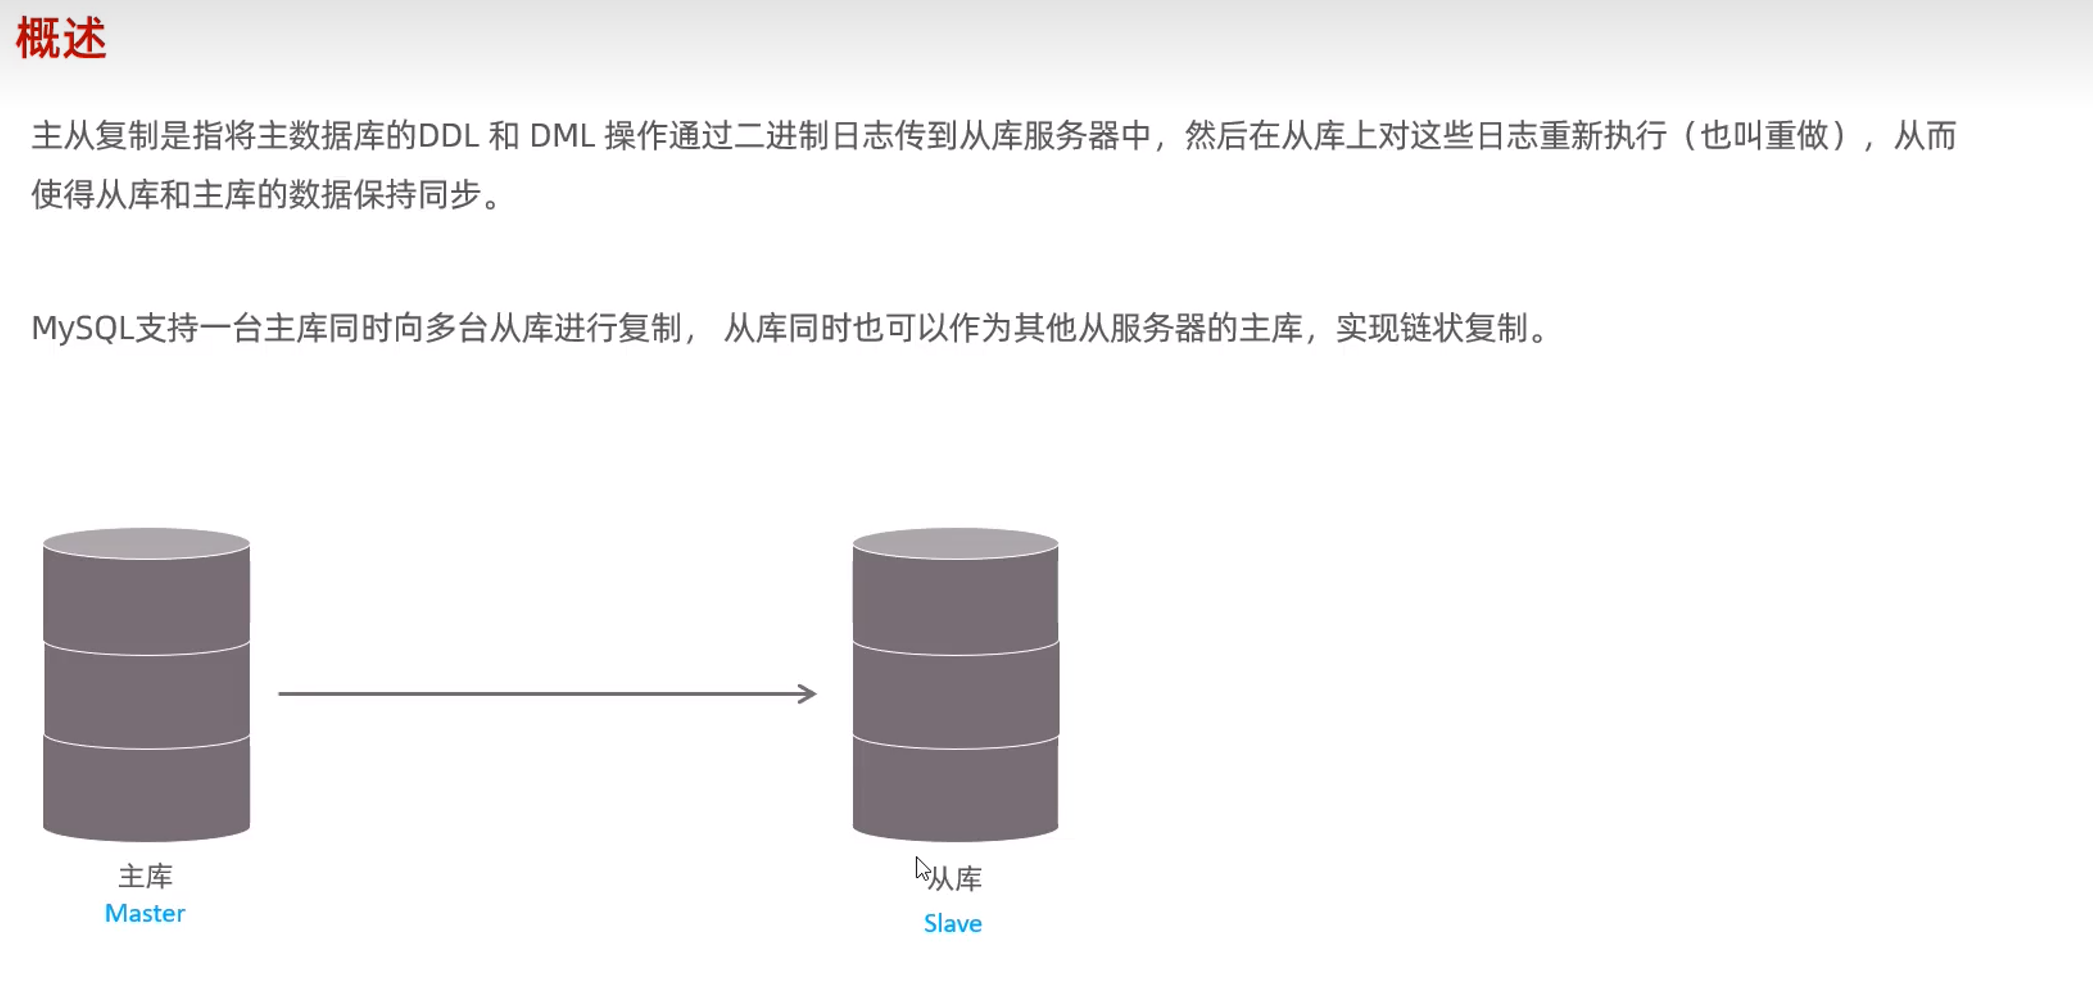 概述
主从复制是指将主数据库的DDL 和 DML 操作通过二进制日志传到从库服务器中，然后在从库上对这些日志重新执行（也叫重做），从而
使得从库和主库的数据保持同步。
MySQL支持一台主库同时向多台从库进行复制， 从库同时也可以作为其他从服务器的主库，实现链状复制。
主库
Master
从库
Slave